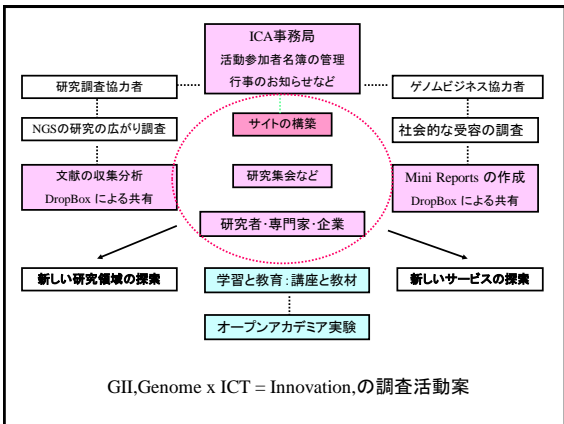 ICA事務局
活動参加者名簿の管理
行事のお知らせなど
研究調査協力者
ゲノムビジネス協力者
NGSの研究の広がり調査
サイトの構築
社会的な受容の調査
文献の収集分析
DropBox による共有
研究集会など
Mini Reports の作成
DropBox による共有
研究者・専門家・企業
新しい研究領域の探索
学習と教育:講座と教材
新しいサービスの探索
オープンアカデミア実験
GII,Genome x ICT = Innovation,の調査活動案